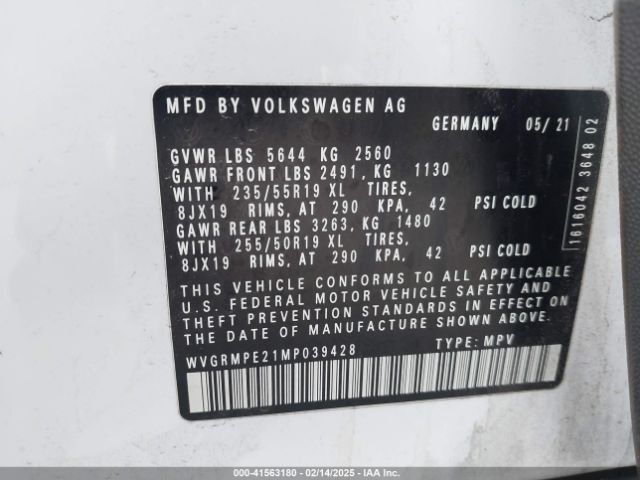 MFD BY VOLKSWAGEN AG
GERMANY 05/21
GVWR LBS 5644 KG 2560
GAWR FRONT LBS 2491, KG 1130
WITH 235/55R19 XL TIRES,
8JX19 RIMS, AT 290 KPA, 42 PSI COLD
GAWR REAR LBS 3263, KG 1480
WITH 255/50R19 XL TIRES,
8JX19 RIMS, AT 290 KPA, 42 PSI COLD
THIS VEHICLE CONFORMS TO ALL APPLICABLE
U.S. FEDERAL MOTOR VEHICLE SAFETY AND
THEFT PREVENTION STANDARDS IN EFFECT ON
THE DATE OF MANUFACTURE SHOWN ABOVE
WVGRMPE21MP039428 TYPE: MPV
1616042 3648 02
000-41563180 - 02/14/2025 - IAA Inc.